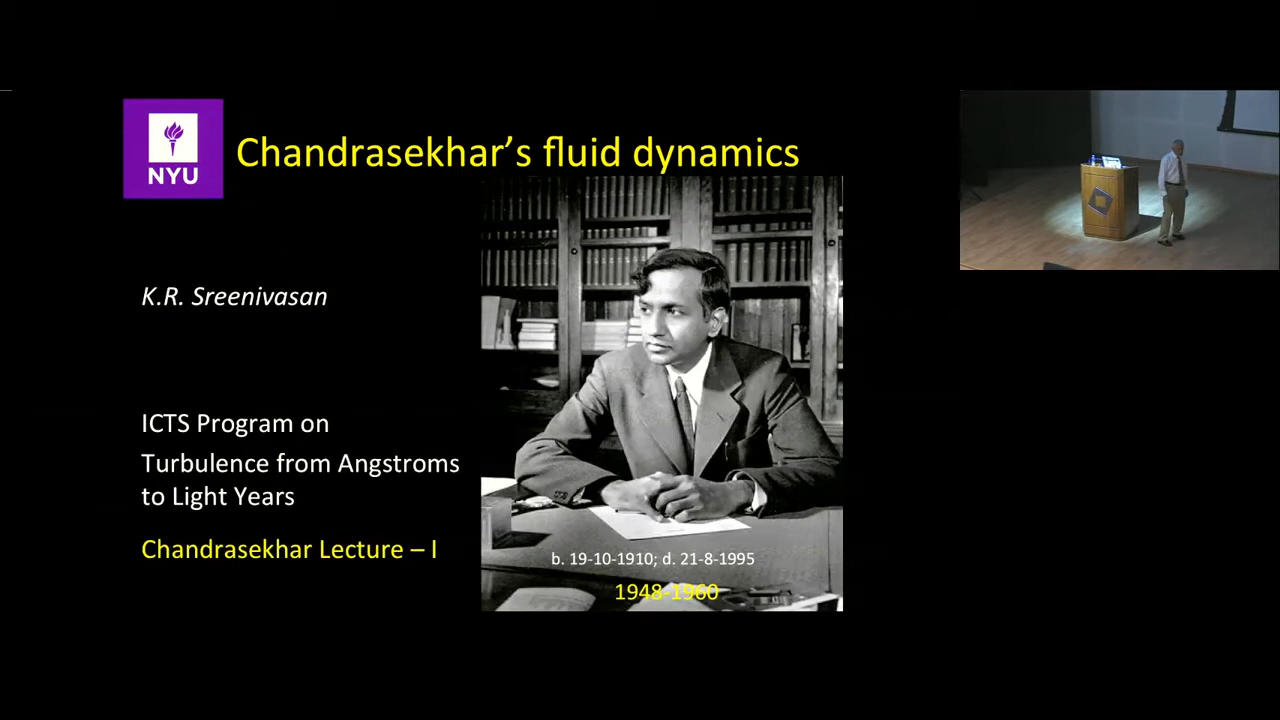 NYU
Chandrasekhar's fluid dynamics
K.R. Sreenivasan
ICTS Program on
Turbulence from Angstroms
to Light Years
Chandrasekhar Lecture – I
b. 19-10-1910; d. 21-8-1995
1948-1960